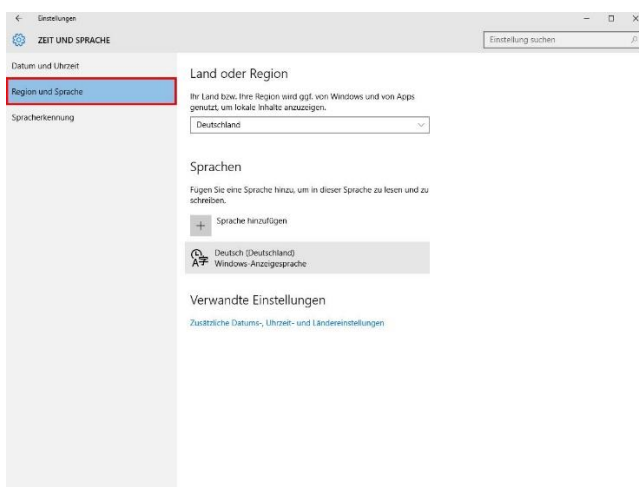 Einstellungen
ZEIT UND SPRACHE
Einstellung suchen
Datum und Uhrzeit
Region und Sprache
Spracherkennung
Land oder Region
Ihr Land bzw. Ihre Region wird ggf. von Windows und von Apps
genutzt, um lokale Inhalte anzuzeigen.
Deutschland
Sprachen
Fügen Sie eine Sprache hinzu, um in dieser Sprache zu lesen und zu
schreiben.
Sprache hinzufügen
Deutsch (Deutschland)
Windows-Anzeigesprache
Verwandte Einstellungen
Zusätzliche Datums-, Uhrzeit- und Ländereinstellungen